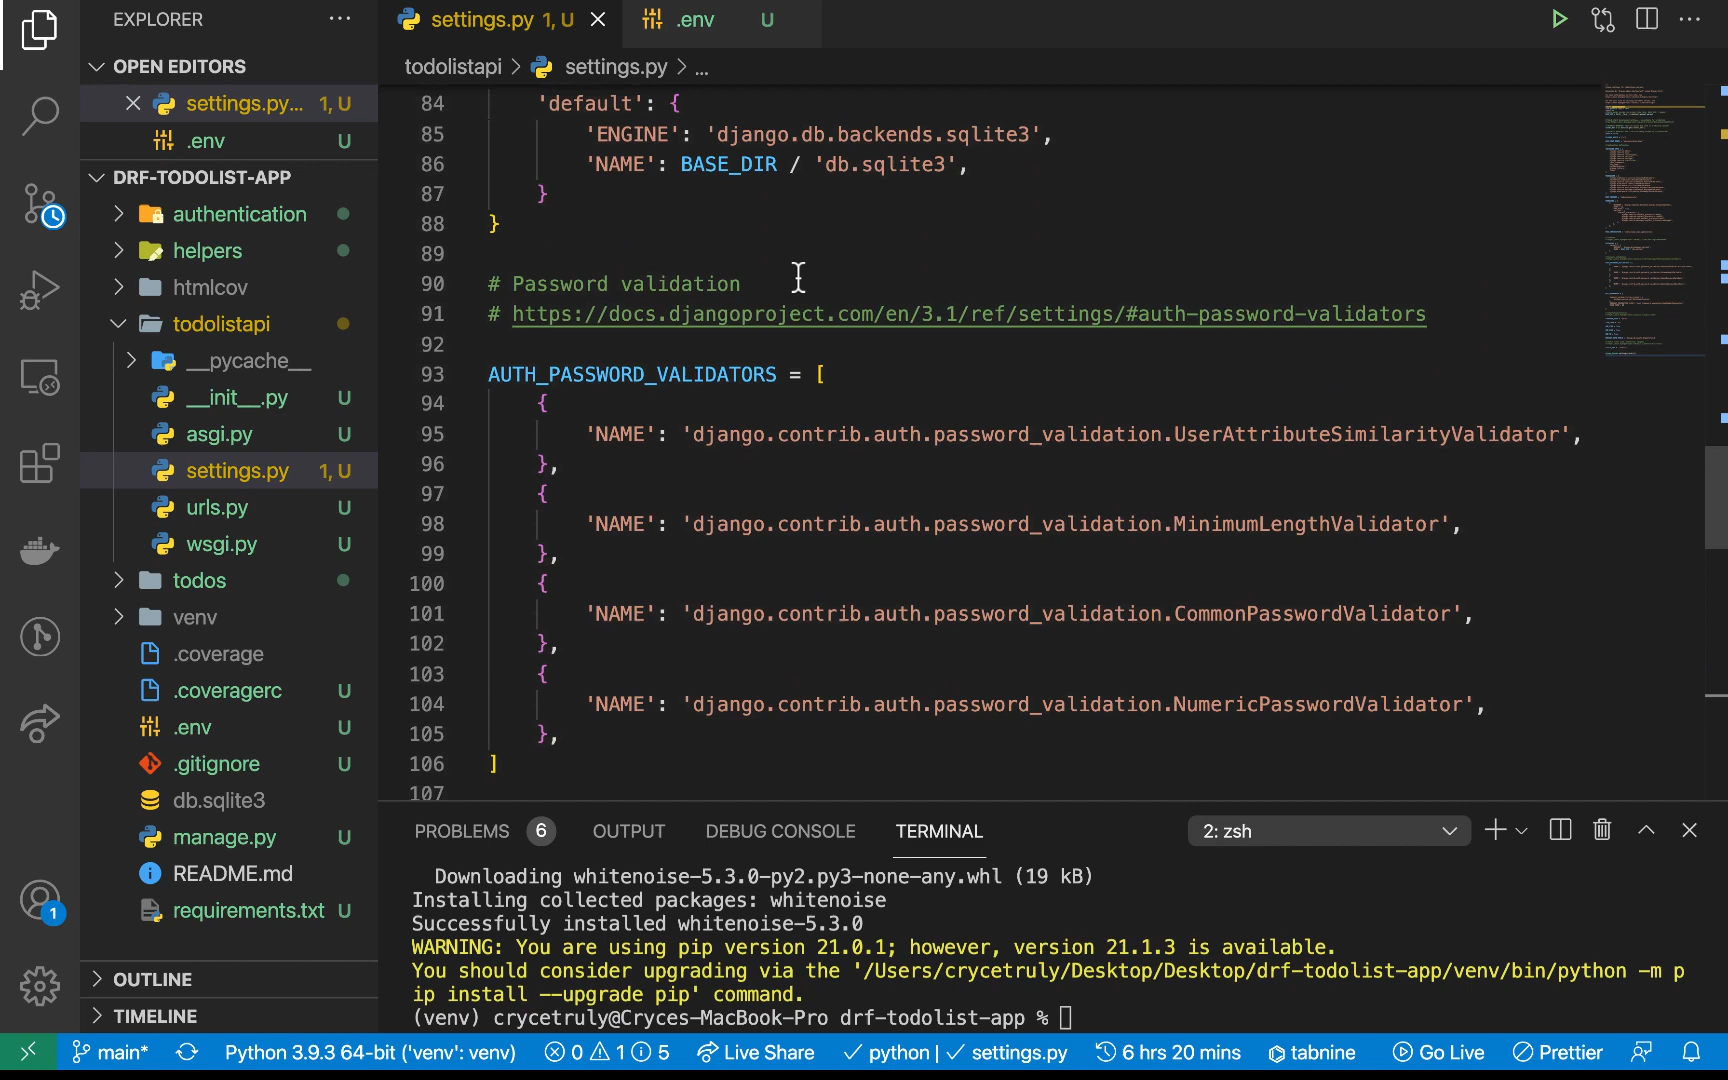 EXPLORER
OPEN EDITORS
settings.py... 1, U
.env U
DRF-TODOLIST-APP
authentication
helpers
htmlcov
todolistapi
__pycache__
__init__.py U
asgi.py U
settings.py 1, U
urls.py U
wsgi.py U
todos
venv
.coverage
.coveragerc U
.env U
.gitignore U
db.sqlite3
manage.py U
README.md
requirements.txt U
OUTLINE
TIMELINE
1
settings.py 1, U
.env U
todolistapi > settings.py > ...
84 'default': {
85 'ENGINE': 'django.db.backends.sqlite3',
86 'NAME': BASE_DIR / 'db.sqlite3',
87 }
88 }
89
90 # Password validation
91 # https://docs.djangoproject.com/en/3.1/ref/settings/#auth-password-validators
92
93 AUTH_PASSWORD_VALIDATORS = [
94 {
95 'NAME': 'django.contrib.auth.password_validation.UserAttributeSimilarityValidator',
96 },
97 {
98 'NAME': 'django.contrib.auth.password_validation.MinimumLengthValidator',
99 },
100 {
101 'NAME': 'django.contrib.auth.password_validation.CommonPasswordValidator',
102 },
103 {
104 'NAME': 'django.contrib.auth.password_validation.NumericPasswordValidator',
105 },
106 ]
107
PROBLEMS 6 OUTPUT DEBUG CONSOLE TERMINAL 2: zsh
Downloading whitenoise-5.3.0-py2.py3-none-any.whl (19 kB)
Installing collected packages: whitenoise
Successfully installed whitenoise-5.3.0
WARNING: You are using pip version 21.0.1; however, version 21.1.3 is available.
You should consider upgrading via the '/Users/crycetruly/Desktop/Desktop/drf-todolist-app/venv/bin/python -m p
ip install --upgrade pip' command.
(venv) crycetruly@Cryces-MacBook-Pro drf-todolist-app %
main* Python 3.9.3 64-bit ('venv': venv) 0 1 5 Live Share python | settings.py 6 hrs 20 mins tabnine Go Live Prettier